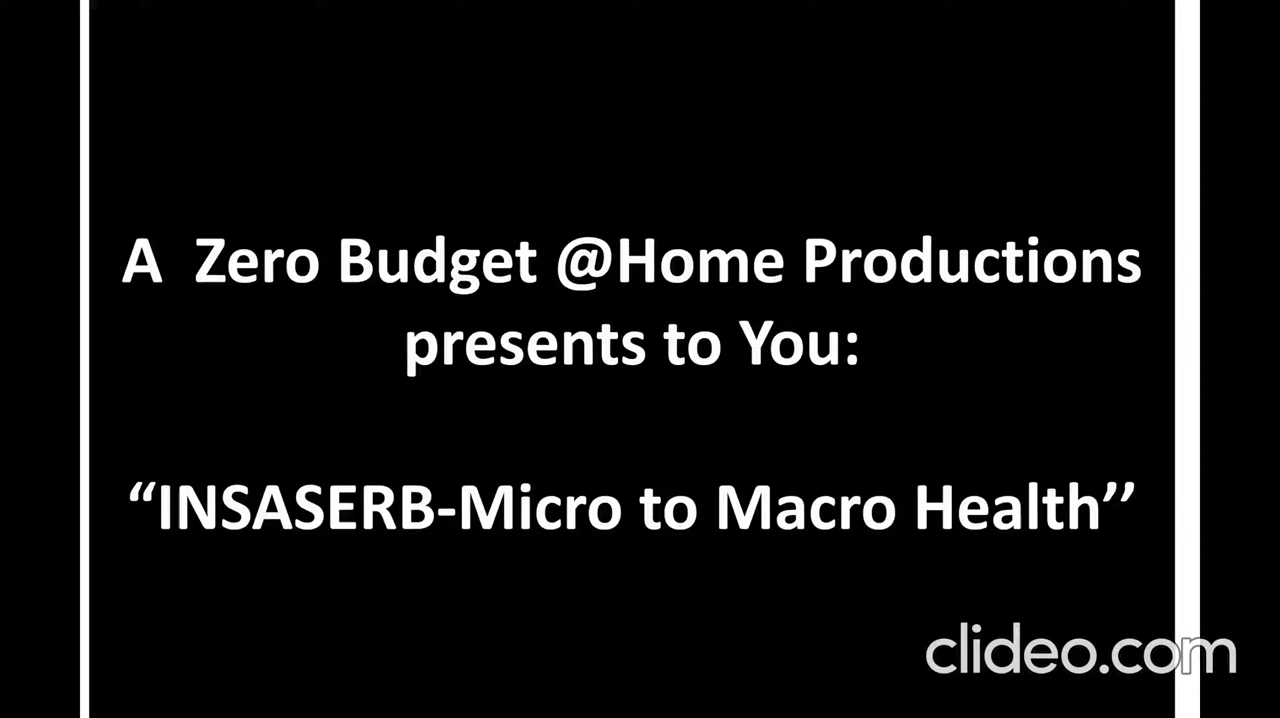 A  Zero Budget @Home Productions
presents to You:
“INSASERB-Micro to Macro Health’’
clideo.com